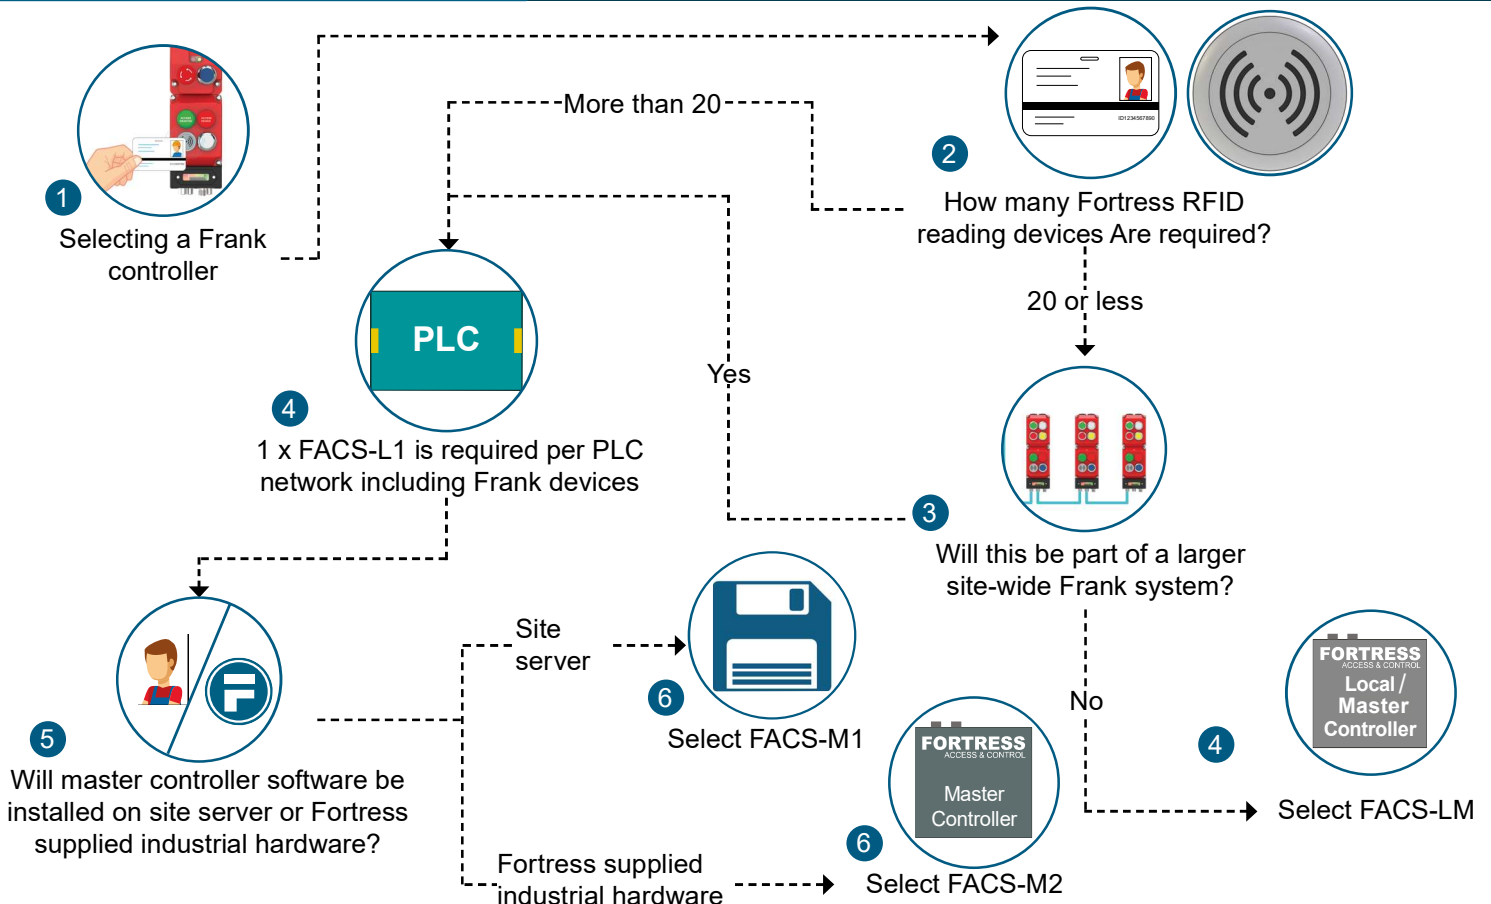 1
Selecting a Frank
controller
More than 20
2
ID1234567890
How many Fortress RFID
reading devices Are required?
20 or less
PLC
4
1 x FACS-L1 is required per PLC
network including Frank devices
Yes
3
Will this be part of a larger
site-wide Frank system?
No
5
Will master controller software be
installed on site server or Fortress
supplied industrial hardware?
Site
server
6
Select FACS-M1
Fortress supplied
industrial hardware
FORTRESS
ACCESS & CONTROL
Master
Controller
6
Select FACS-M2
FORTRESS
ACCESS & CONTROL
Local /
Master
Controller
4
Select FACS-LM